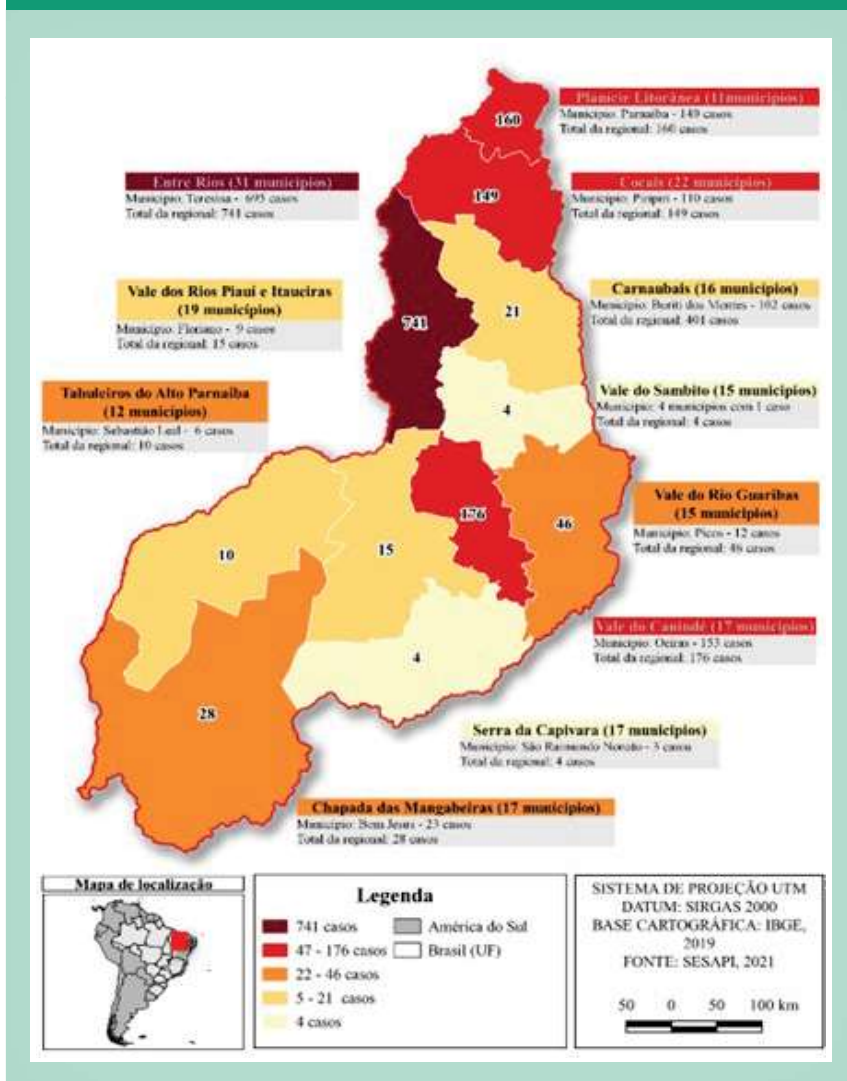 160
Planície Litorânea (11municípios)
Município: Parnaíba - 149 casos
Total da regional: 160 casos
Entre Rios (31 municípios)
Município: Teresina - 695 casos
Total da regional: 741 casos
149
Cocais (22 municípios)
Município: Piripiri - 110 casos
Total da regional: 149 casos
Vale dos Rios Piauí e Itaueiras
(19 municípios)
Município: Floriano - 9 casos
Total da regional: 15 casos
741
21
Carnaubais (16 municípios)
Município: Buriti dos Montes - 102 casos
Total da regional: 401 casos
Tabuleiros do Alto Parnaíba
(12 municípios)
Município: Sebastião Leal - 6 casos
Total da regional: 10 casos
4
Vale do Sambito (15 municípios)
Município: 4 municípios com 1 caso
Total da regional: 4 casos
176
46
Vale do Rio Guaribas
(15 municípios)
Município: Picos - 12 casos
Total da regional: 46 casos
10
15
Vale do Canindé (17 municípios)
Município: Oeiras - 153 casos
Total da regional: 176 casos
4
28
Serra da Capivara (17 municípios)
Município: São Raimundo Nonato - 3 casos
Total da regional: 4 casos
Chapada das Mangabeiras (17 municípios)
Município: Bom Jesus - 23 casos
Total da regional: 28 casos
Mapa de localização
Legenda
741 casos
47 - 176 casos
22 - 46 casos
5 - 21 casos
4 casos
América do Sul
Brasil (UF)
SISTEMA DE PROJEÇÃO UTM
DATUM: SIRGAS 2000
BASE CARTOGRÁFICA: IBGE,
2019
FONTE: SESAPI, 2021
50 0 50 100 km